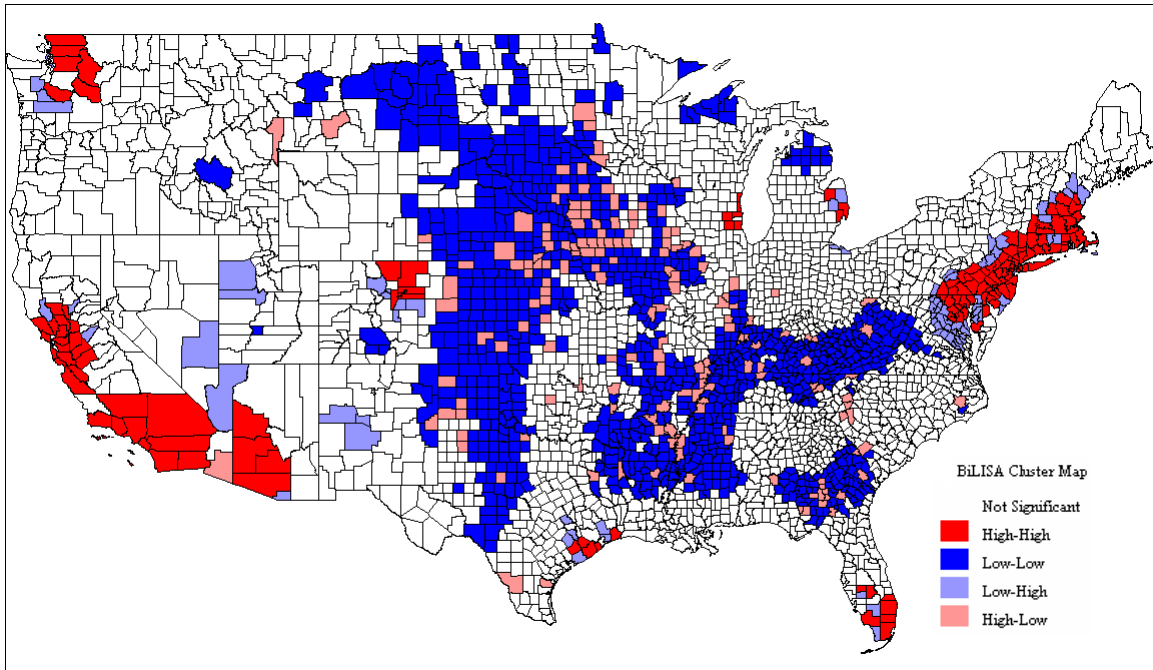 BiLISA Cluster Map
Not Significant
High-High
Low-Low
Low-High
High-Low